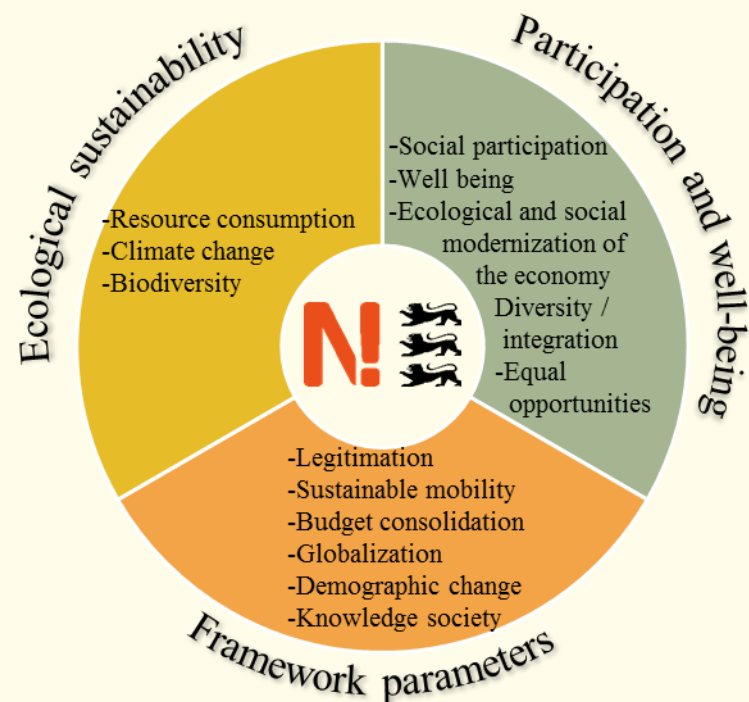 Ecological sustainability
-Resource consumption
-Climate change
-Biodiversity
Participation and well-being
-Social participation
-Well being
-Ecological and social
modernization of
the economy
Diversity /
integration
-Equal
opportunities
N!
-Legitimation
-Sustainable mobility
-Budget consolidation
-Globalization
-Demographic change
-Knowledge society
Framework parameters